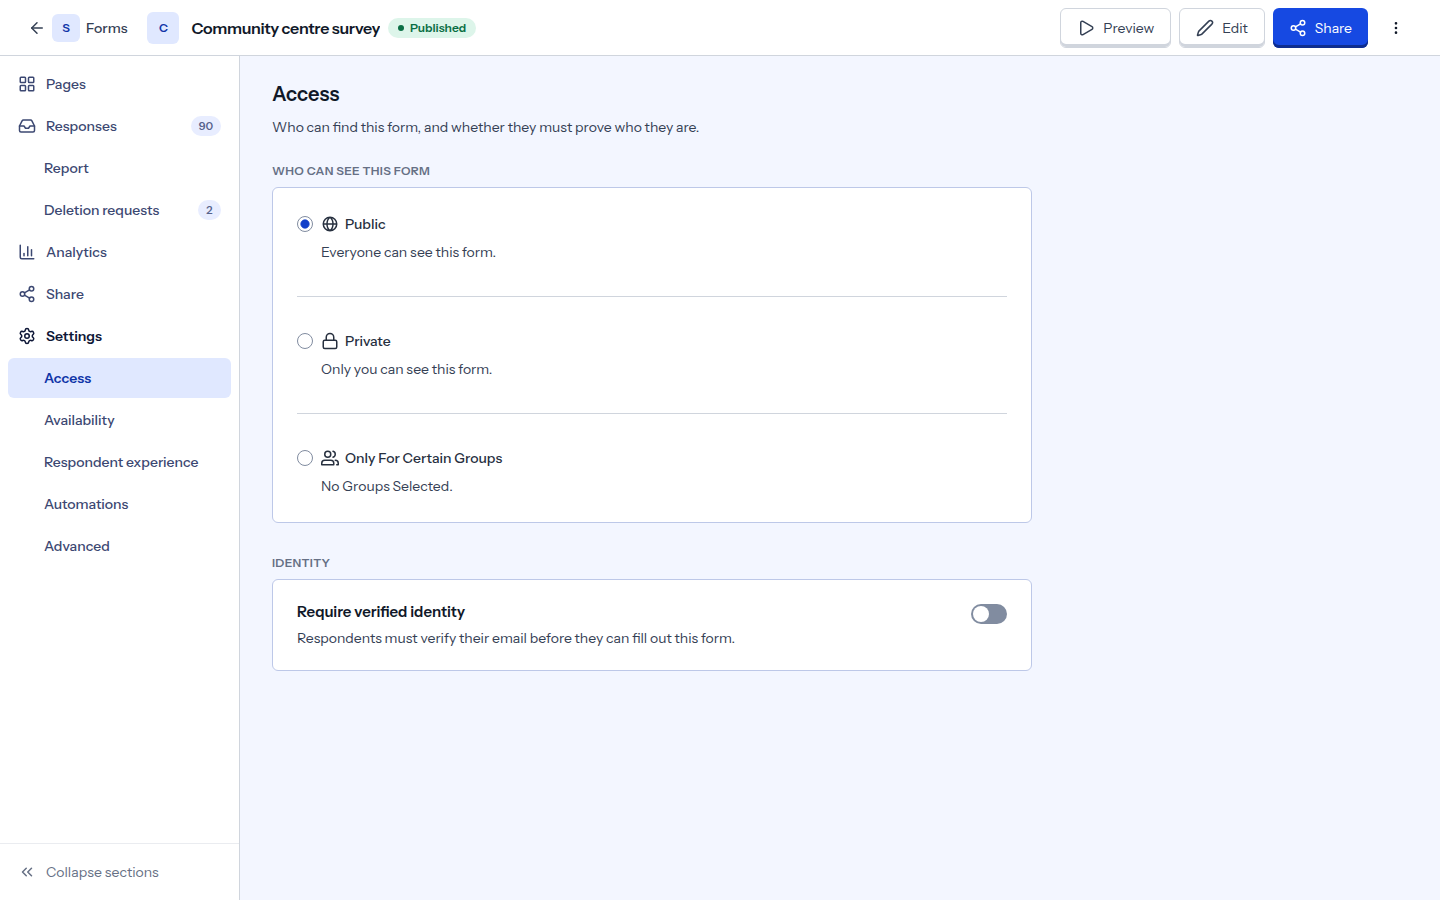 S Forms C Community centre survey Published Preview Edit Share
Pages
Responses 90
Report
Deletion requests 2
Analytics
Share
Settings
Access
Availability
Respondent experience
Automations
Advanced
Collapse sections
Access
Who can find this form, and whether they must prove who they are.
WHO CAN SEE THIS FORM
Public
Everyone can see this form.
Private
Only you can see this form.
Only For Certain Groups
No Groups Selected.
IDENTITY
Require verified identity
Respondents must verify their email before they can fill out this form.